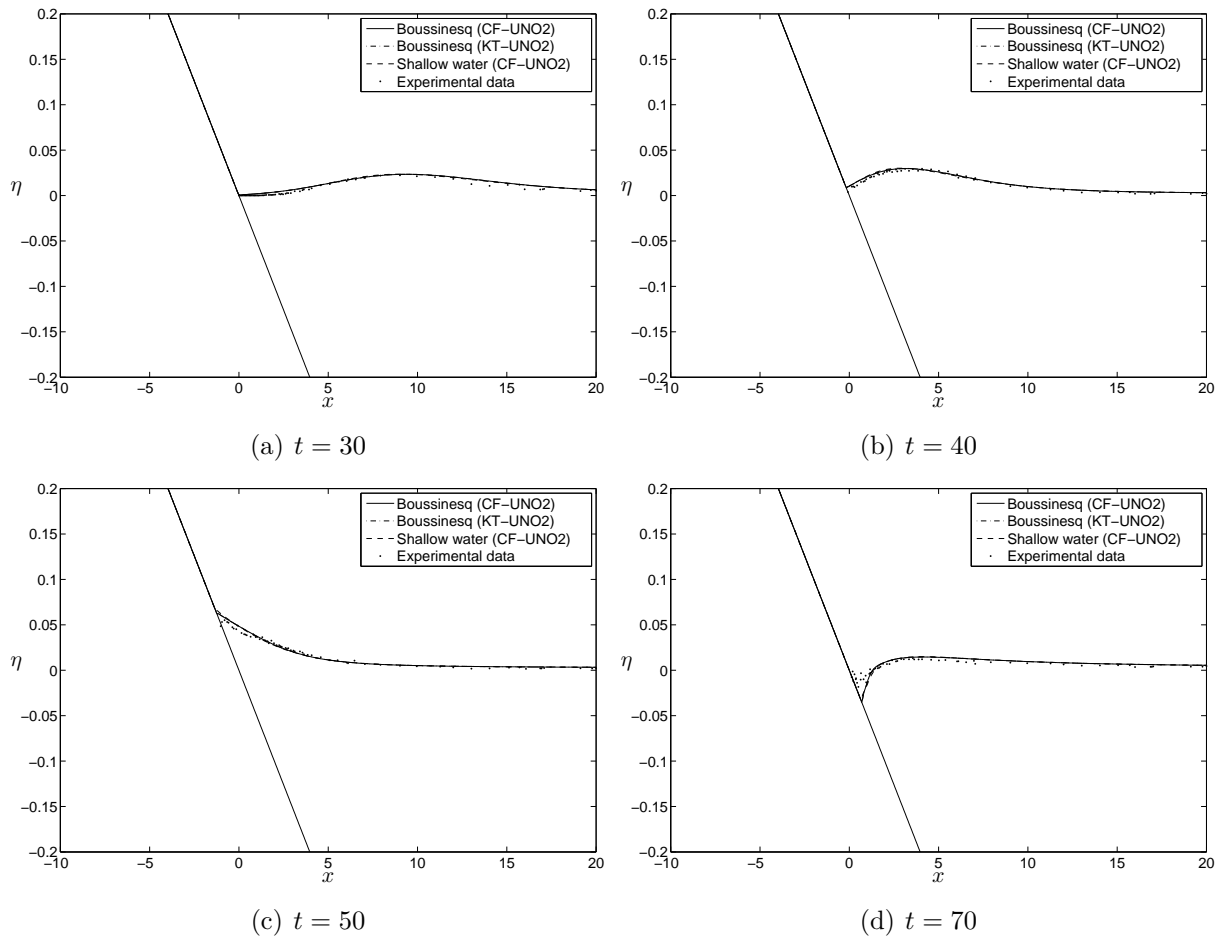 0.2
0.15
0.1
0.05
0
−0.05
−0.1
−0.15
−0.2
η
−10
−5
0
5
10
15
20
x
Boussinesq (CF−UNO2)
Boussinesq (KT−UNO2)
Shallow water (CF−UNO2)
Experimental data
(a) t = 30
0.2
0.15
0.1
0.05
0
−0.05
−0.1
−0.15
−0.2
η
−10
−5
0
5
10
15
20
x
Boussinesq (CF−UNO2)
Boussinesq (KT−UNO2)
Shallow water (CF−UNO2)
Experimental data
(b) t = 40
0.2
0.15
0.1
0.05
0
−0.05
−0.1
−0.15
−0.2
η
−10
−5
0
5
10
15
20
x
Boussinesq (CF−UNO2)
Boussinesq (KT−UNO2)
Shallow water (CF−UNO2)
Experimental data
(c) t = 50
0.2
0.15
0.1
0.05
0
−0.05
−0.1
−0.15
−0.2
η
−10
−5
0
5
10
15
20
x
Boussinesq (CF−UNO2)
Boussinesq (KT−UNO2)
Shallow water (CF−UNO2)
Experimental data
(d) t = 70